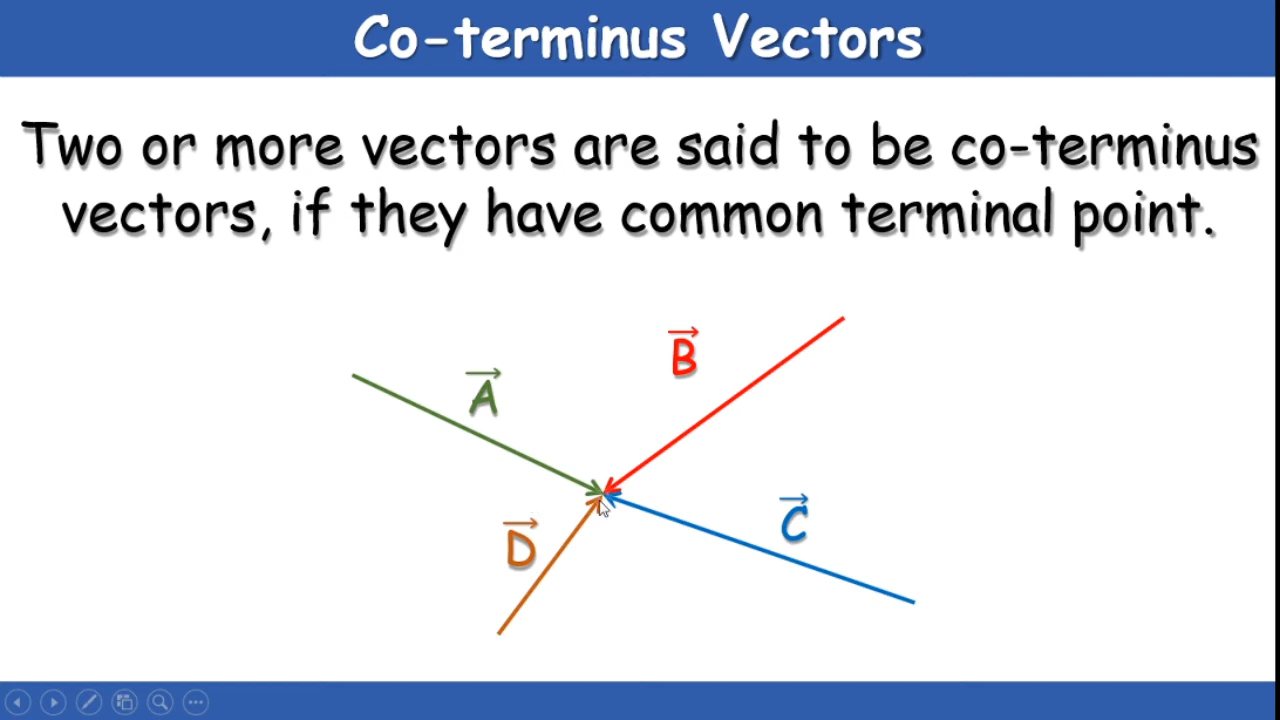 Co-terminus Vectors
Two or more vectors are said to be co-terminus
vectors, if they have common terminal point.
A⃗
B⃗
C⃗
D⃗